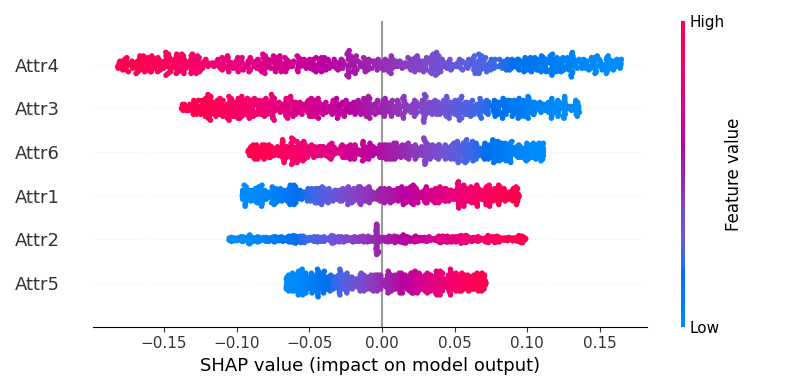 High
Attr4
Attr3
Attr6
Attr1
Attr2
Attr5
Feature value
Low
−0.15 −0.10 −0.05 0.00 0.05 0.10 0.15
SHAP value (impact on model output)